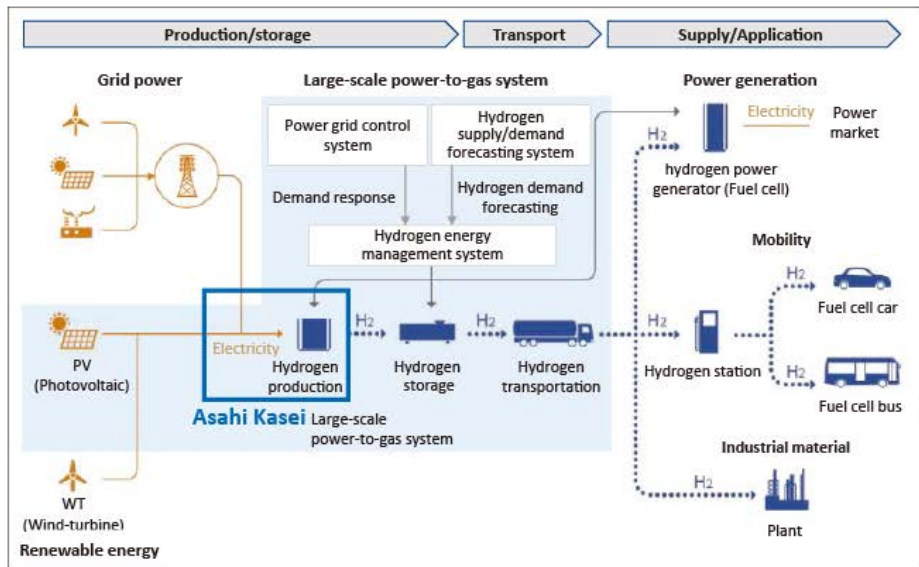 Production/storage
Transport
Supply/Application
Grid power
Large-scale power-to-gas system
Power generation
Power grid control
system
Hydrogen
supply/demand
forecasting system
H2
Electricity
Power
market
hydrogen power
generator (Fuel cell)
Demand response
Hydrogen demand
forecasting
Hydrogen energy
management system
Mobility
Fuel cell car
H2
PV
(Photovoltaic)
Electricity
Hydrogen
production
H2
Hydrogen
storage
H2
Hydrogen
transportation
H2
Hydrogen station
H2
Fuel cell bus
Asahi Kasei
Large-scale
power-to-gas system
Industrial material
H2
Plant
WT
(Wind-turbine)
Renewable energy